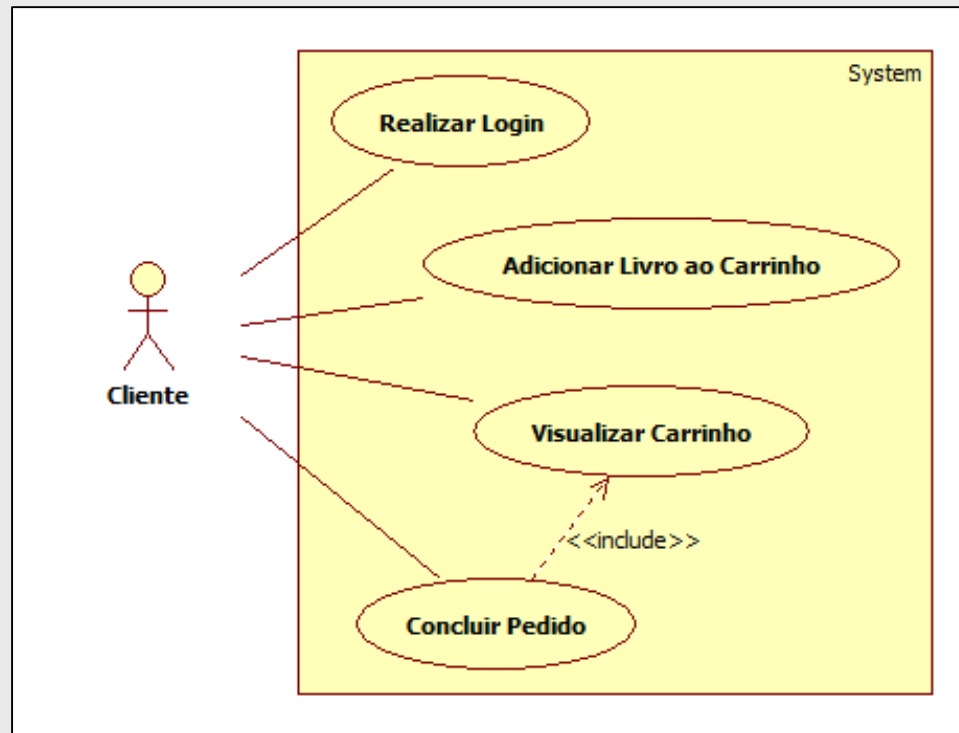 System
Realizar Login
Adicionar Livro ao Carrinho
Cliente
Visualizar Carrinho
<<include>>
Concluir Pedido